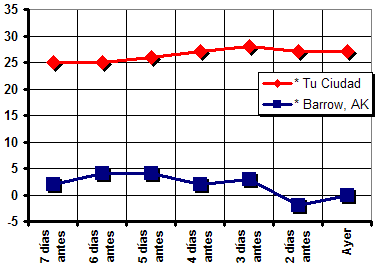 35
30
25
20
15
10
5
0
-5
* Tu Ciudad
* Barrow, AK
7 días
antes
6 días
antes
5 días
antes
4 días
antes
3 días
antes
2 días
antes
Ayer